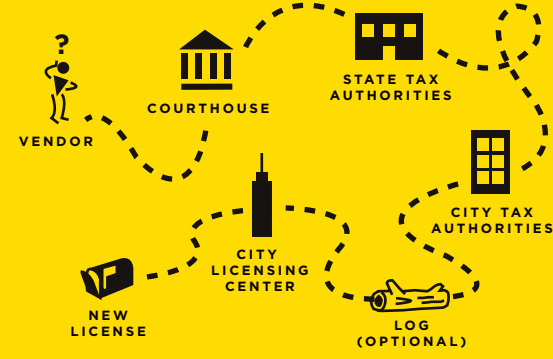 ?
VENDOR
COURTHOUSE
STATE TAX
AUTHORITIES
CITY TAX
AUTHORITIES
LOG
(OPTIONAL)
CITY
LICENSING
CENTER
NEW
LICENSE